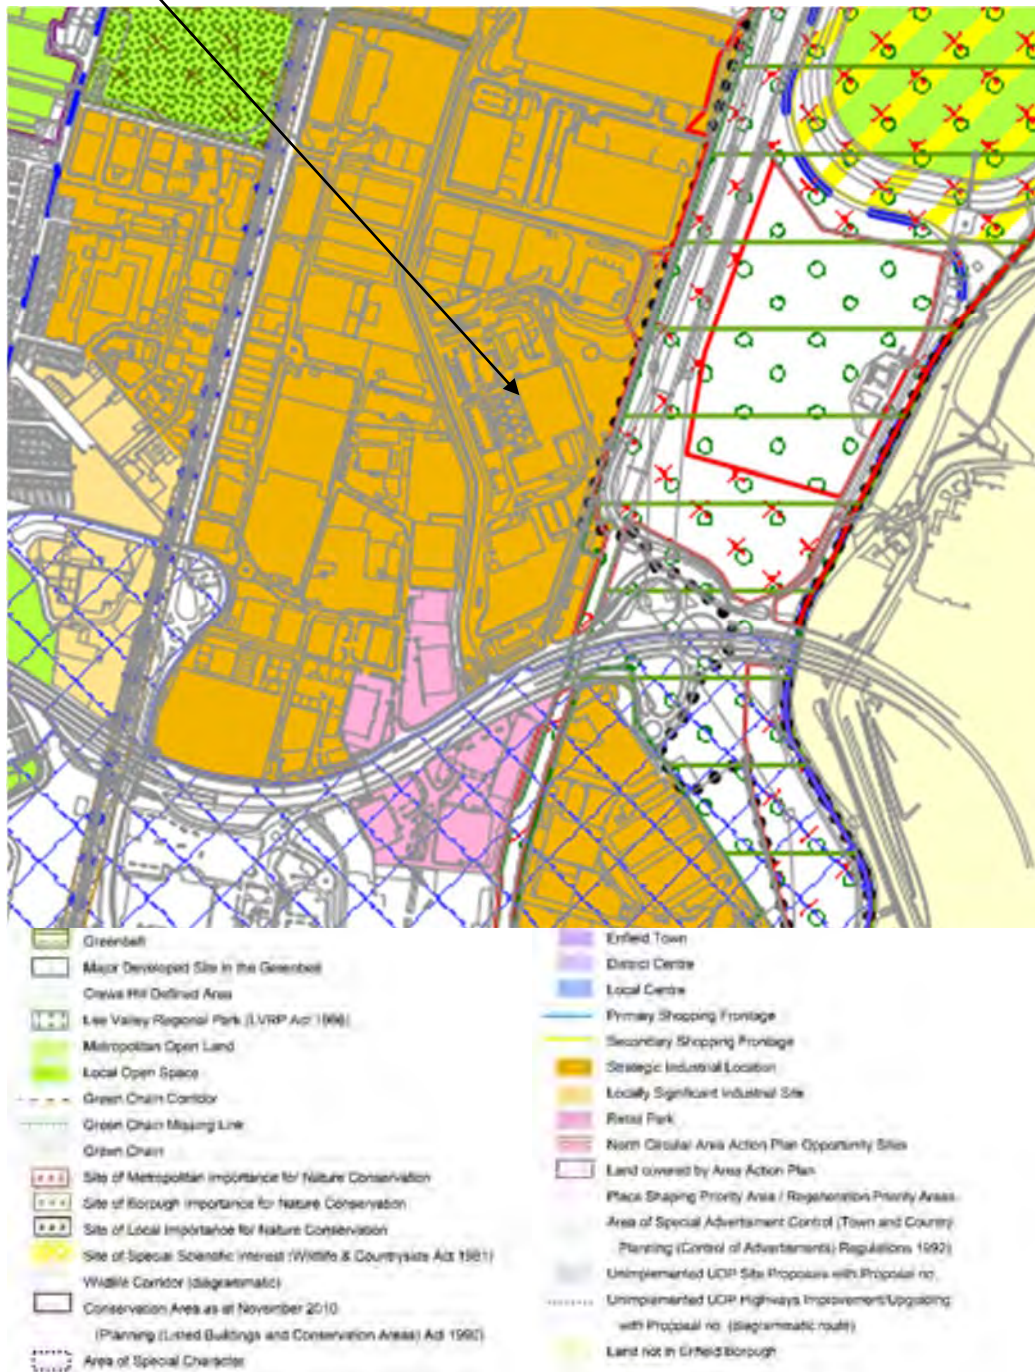 Greenbelt
Major Developed Site in the Greenbelt
Crews Hill Defined Area
Lee Valley Regional Park (LVRP Act 1966)
Metropolitan Open Land
Local Open Space
Green Chain Corridor
Green Chain Missing Link
Green Chain
Site of Metropolitan Importance for Nature Conservation
Site of Borough Importance for Nature Conservation
Site of Local Importance for Nature Conservation
Site of Special Scientific Interest (Wildlife & Countryside Act 1981)
Wildlife Corridor (diagrammatic)
Conservation Area as at November 2010
(Planning (Listed Buildings and Conservation Areas) Act 1990)
Area of Special Character
Enfield Town
District Centre
Local Centre
Primary Shopping Frontage
Secondary Shopping Frontage
Strategic Industrial Location
Locally Significant Industrial Site
Retail Park
North Circular Area Action Plan Opportunity Sites
Land covered by Area Action Plan
Place Shaping Priority Area / Regeneration Priority Areas
Area of Special Advertisment Control (Town and Country
Planning (Control of Advertisments) Regulations 1992)
Unimplemented UDP Site Proposals with Proposal no.
Unimplemented UDP Highways Improvement/Upgrading
with Proposal no. (diagrammatic route)
Land not in Enfield Borough